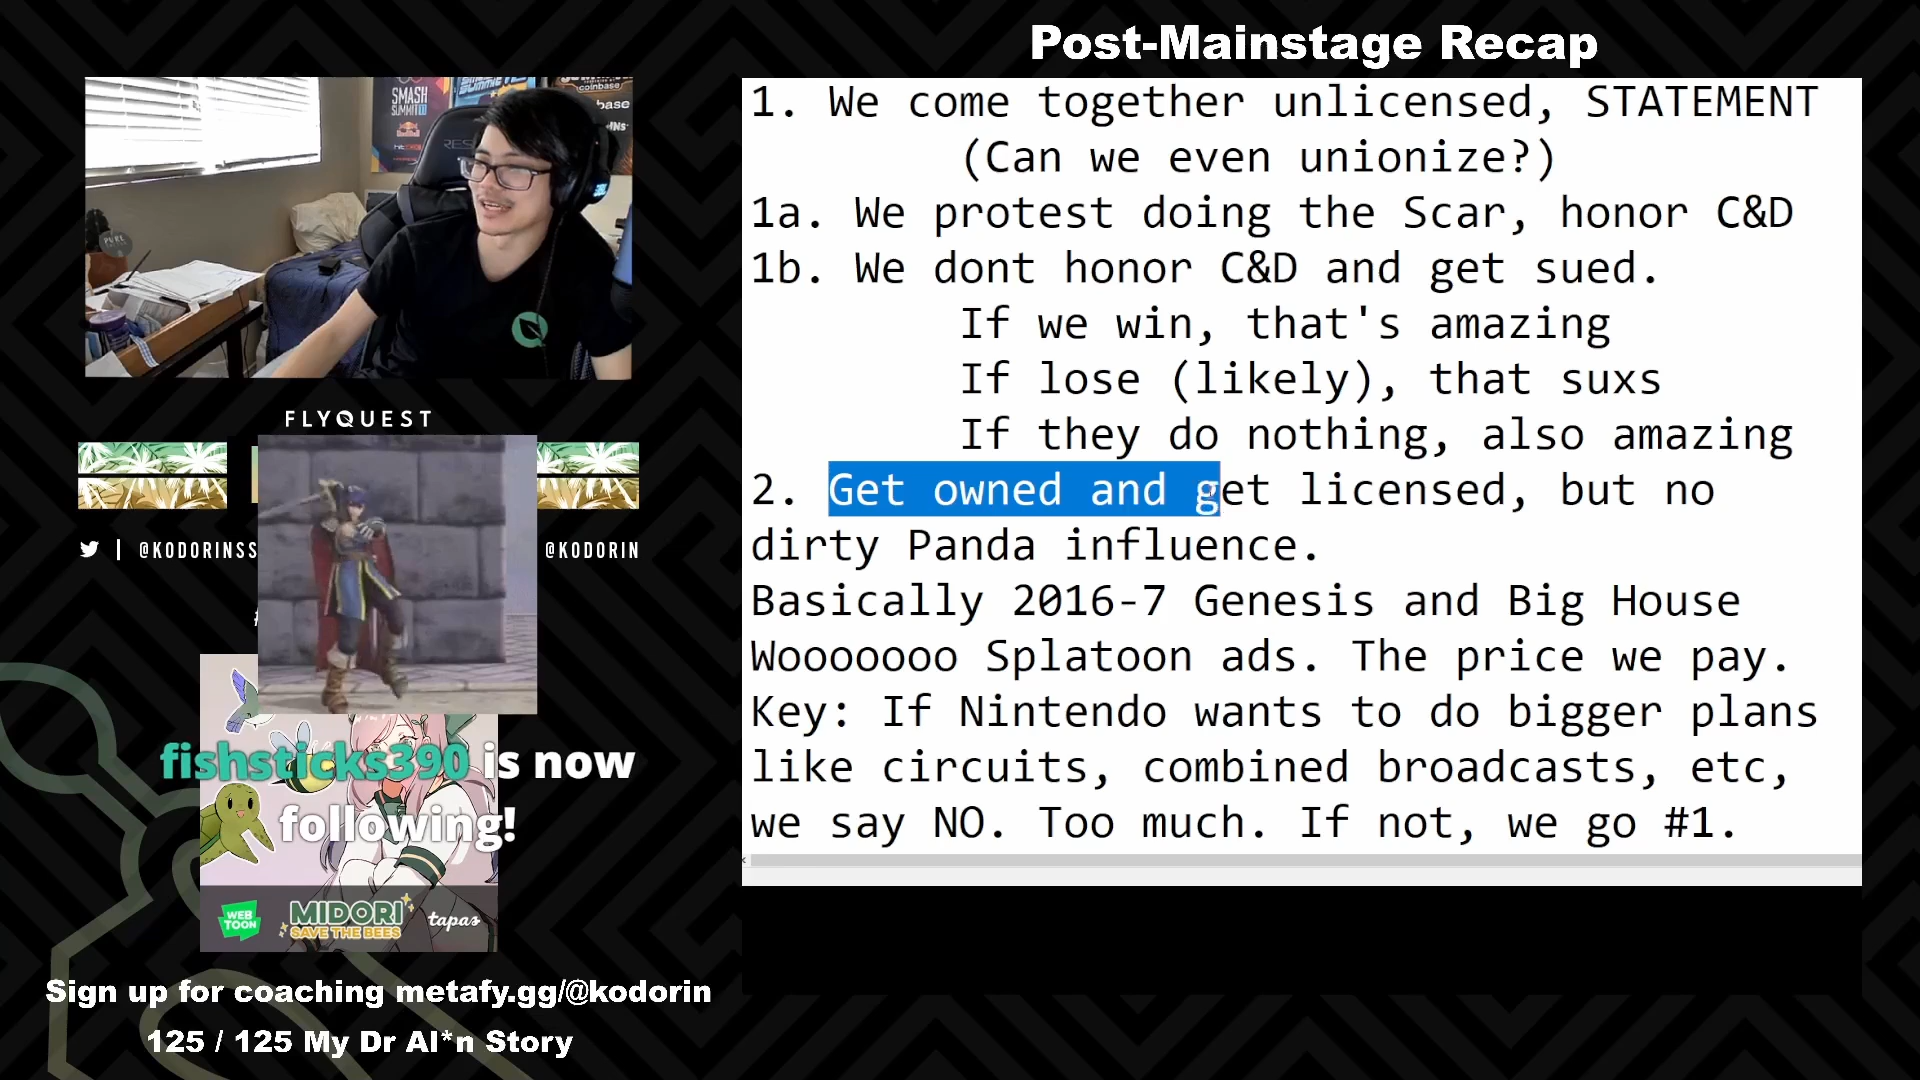 Post-Mainstage Recap
1. We come together unlicensed, STATEMENT
(Can we even unionize?)
1a. We protest doing the Scar, honor C&D
1b. We dont honor C&D and get sued.
If we win, that's amazing
If lose (likely), that suxs
If they do nothing, also amazing
2. Get owned and get licensed, but no
dirty Panda influence.
Basically 2016-7 Genesis and Big House
Wooooooo Splatoon ads. The price we pay.
Key: If Nintendo wants to do bigger plans
like circuits, combined broadcasts, etc,
we say NO. Too much. If not, we go #1.
SMASH
SUMMIT
coinbase
base
FLYQUEST
| @KODORINSS
@KODORIN
fishsticks390 is now
following!
WEB
TOON
MIDORI
SAVE THE BEES
tapas
Sign up for coaching metafy.gg/@kodorin
125 / 125 My Dr Al*n Story